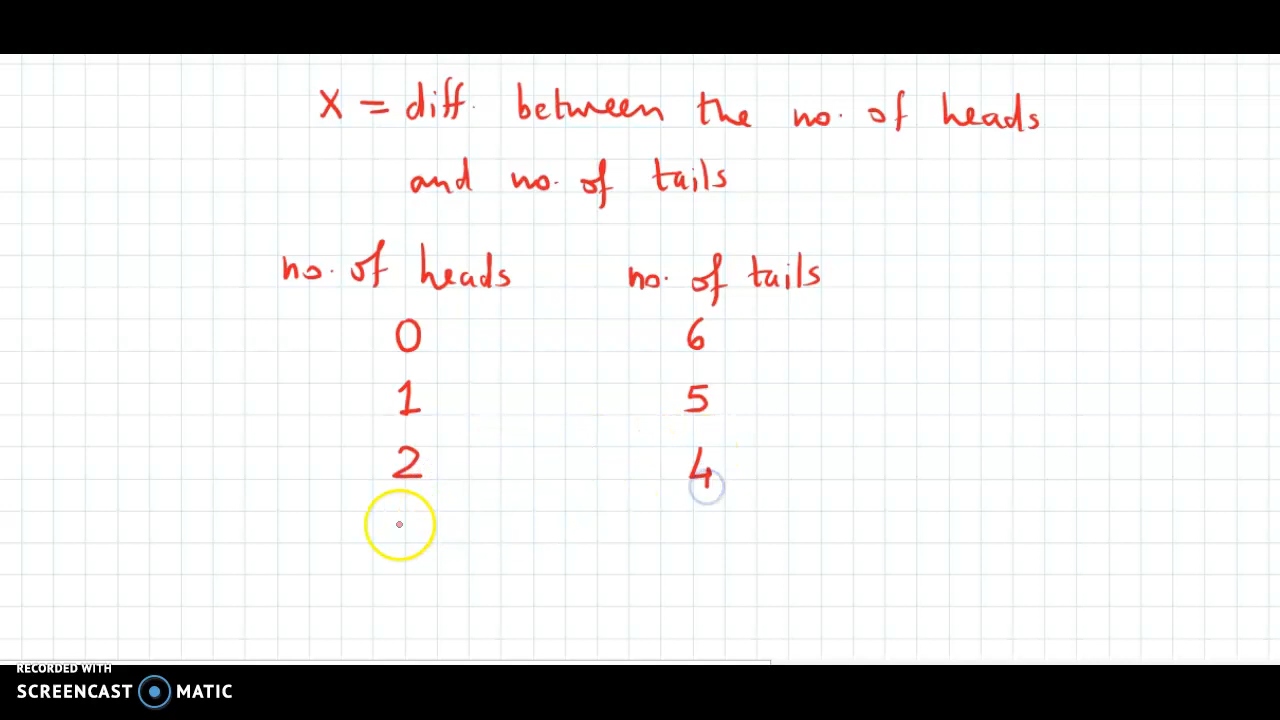 X = diff. between the no. of heads
and no. of tails
no. of heads no. of tails
0 6
1 5
2 4
RECORDED WITH
SCREENCAST MATIC